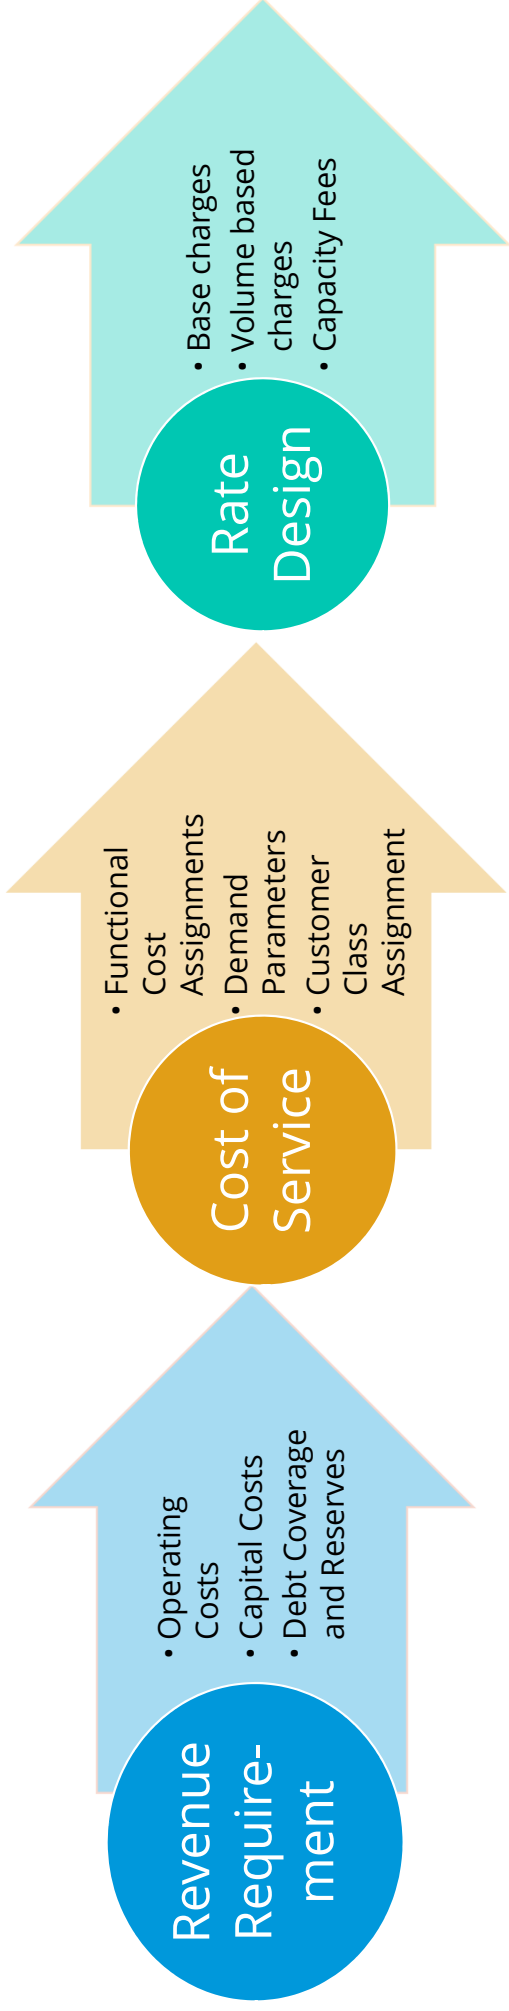 Revenue
Require-
ment
• Operating
Costs
• Capital Costs
• Debt Coverage
and Reserves
Cost of
Service
• Functional
Cost
Assignments
• Demand
Parameters
• Customer
Class
Assignment
Rate
Design
• Base charges
• Volume based
charges
• Capacity Fees